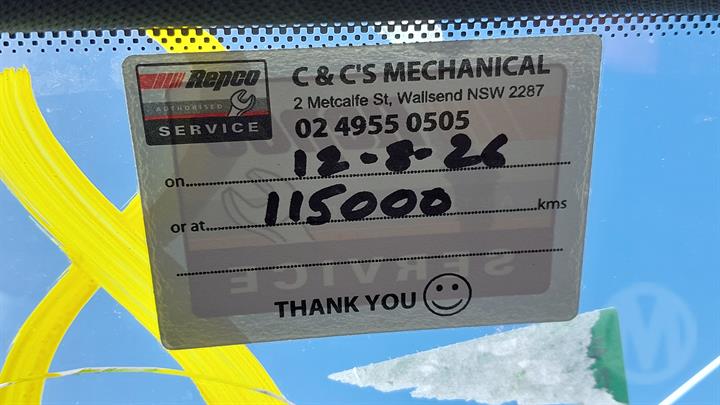 Repco
AUTHORISED
SERVICE
C & C'S MECHANICAL
2 Metcalfe St, Wallsend NSW 2287
02 4955 0505
on 12-8-26
or at 115000 kms
THANK YOU
SERVICE